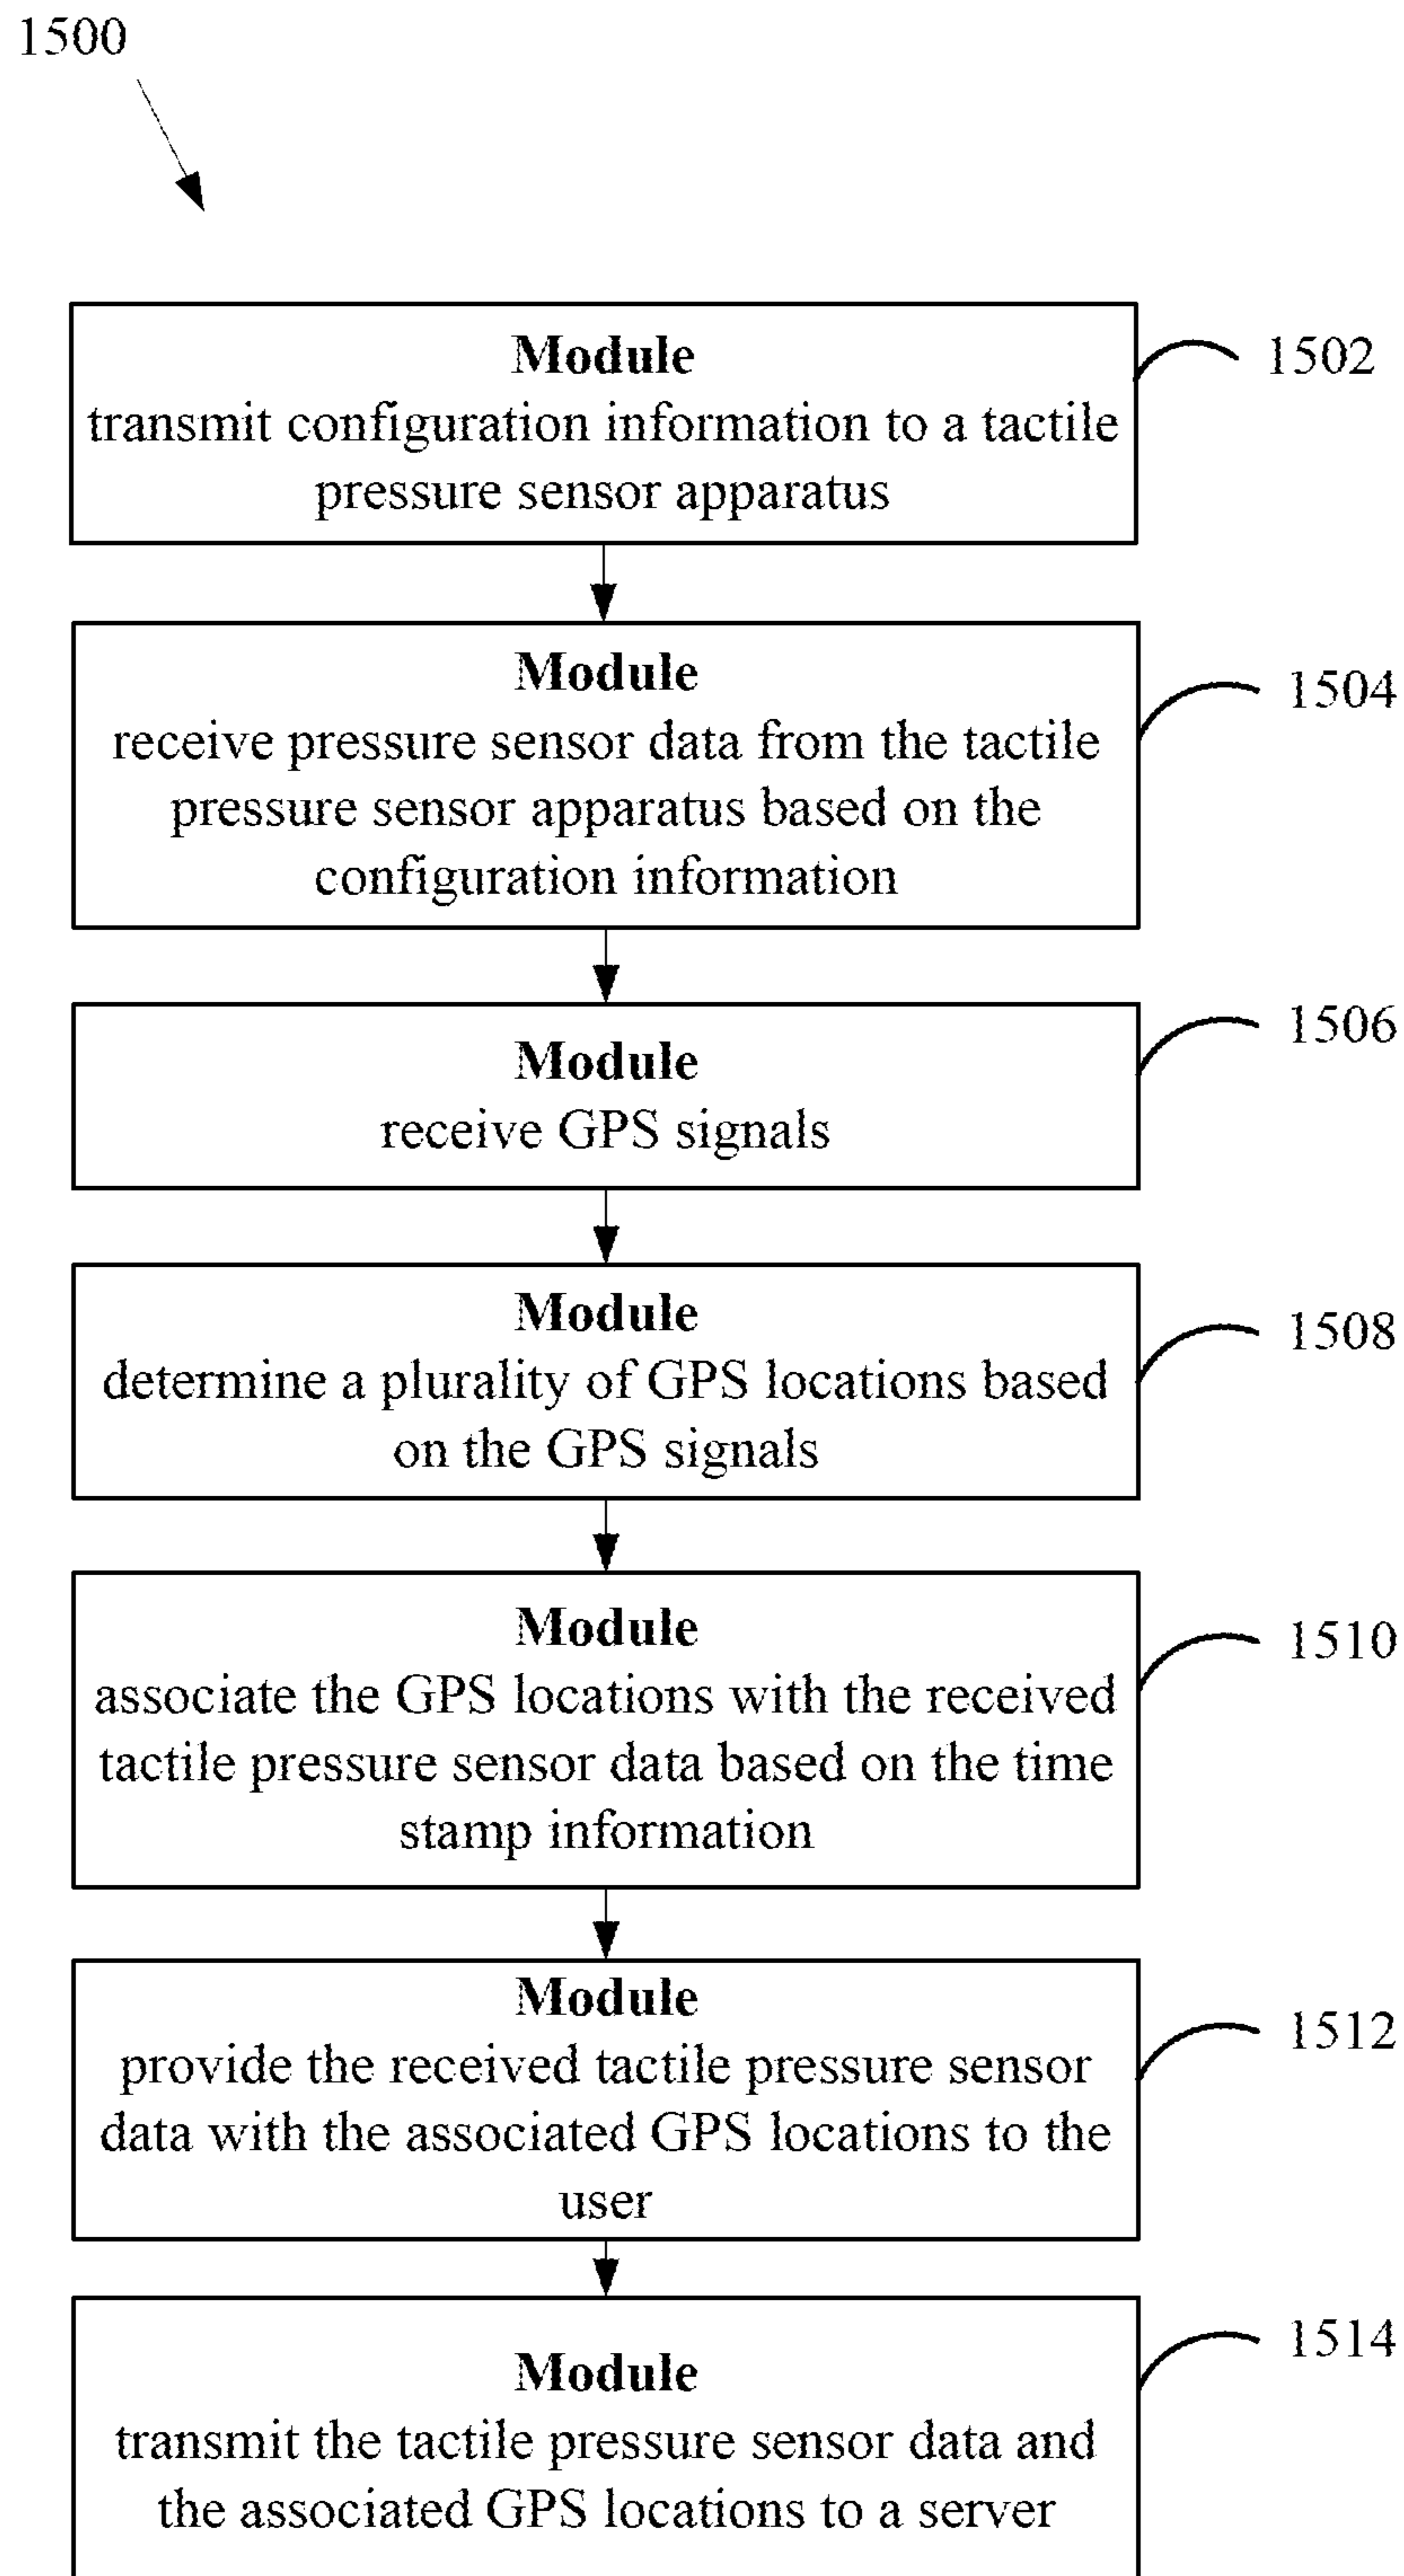 1500
Module
transmit configuration information to a tactile
pressure sensor apparatus
1502
Module
receive pressure sensor data from the tactile
pressure sensor apparatus based on the
configuration information
1504
Module
receive GPS signals
1506
Module
determine a plurality of GPS locations based
on the GPS signals
1508
Module
associate the GPS locations with the received
tactile pressure sensor data based on the time
stamp information
1510
Module
provide the received tactile pressure sensor
data with the associated GPS locations to the
user
1512
Module
transmit the tactile pressure sensor data and
the associated GPS locations to a server
1514